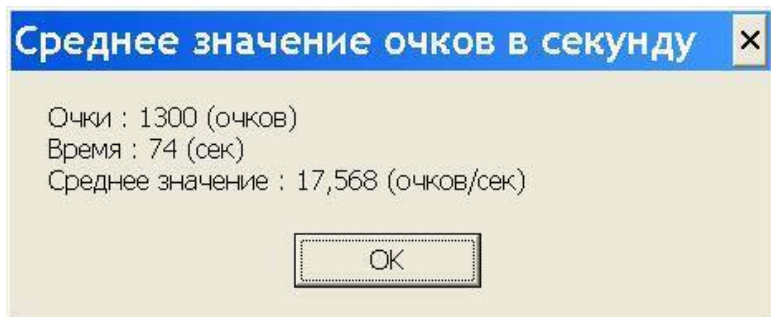 Среднее значение очков в секунду
Очки : 1300 (очков)
Время : 74 (сек)
Среднее значение : 17,568 (очков/сек)
OK